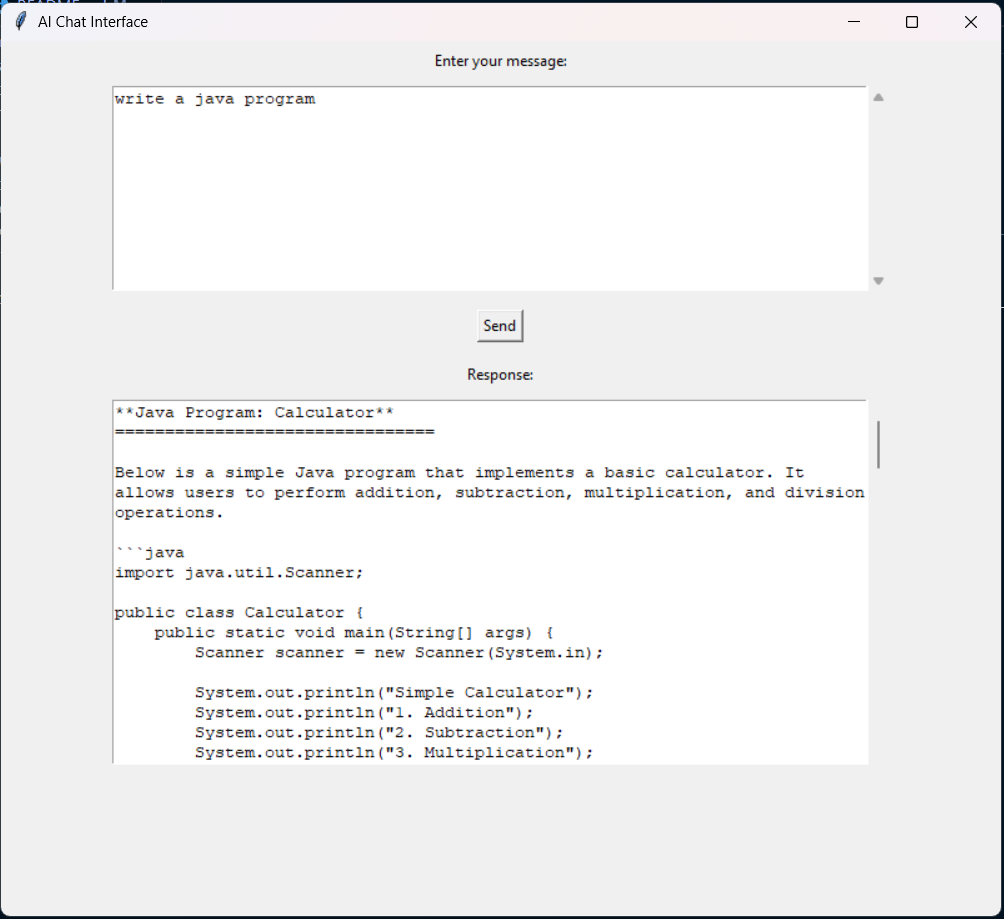 AI Chat Interface
Enter your message:
write a java program
Send
Response:
**Java Program: Calculator**
================================
Below is a simple Java program that implements a basic calculator. It
allows users to perform addition, subtraction, multiplication, and division
operations.
```java
import java.util.Scanner;
public class Calculator {
    public static void main(String[] args) {
        Scanner scanner = new Scanner(System.in);
        System.out.println("Simple Calculator");
        System.out.println("1. Addition");
        System.out.println("2. Subtraction");
        System.out.println("3. Multiplication");